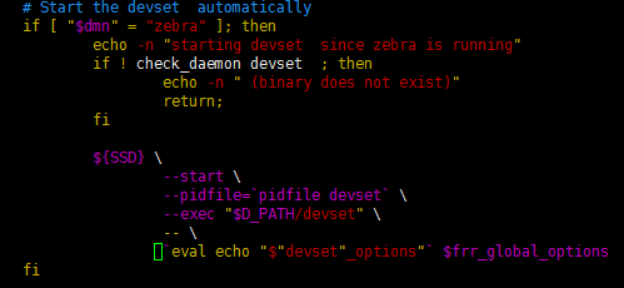 # Start the devset  automatically
if [ "$dmn" = "zebra" ]; then
echo -n "starting devset  since zebra is running"
if ! check_daemon devset  ; then
echo -n " (binary does not exist)"
return;
fi
${SSD} \
--start \
--pidfile=`pidfile devset` \
--exec "$D_PATH/devset" \
-- \
`eval echo "$"devset"_options"` $frr_global_options
fi